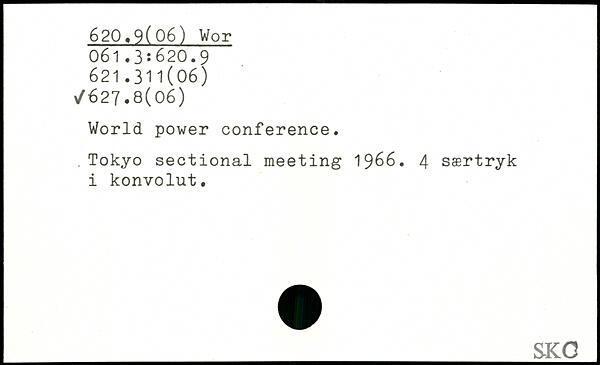 620.9(06) Wor
061.3:620.9
621.311(06)
✓627.8(06)
World power conference.
Tokyo sectional meeting 1966. 4 særtryk
i konvolut.
SKC